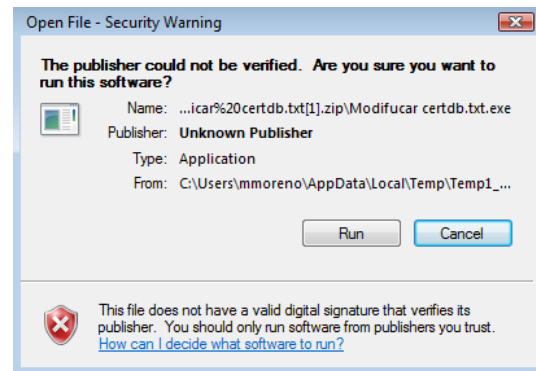 Open File - Security Warning
The publisher could not be verified. Are you sure you want to
run this software?
Name: ...icar%20certdb.txt[1].zip\Modifucar certdb.txt.exe
Publisher: Unknown Publisher
Type: Application
From: C:\Users\mmoreno\AppData\Local\Temp\Temp1_...
Run Cancel
This file does not have a valid digital signature that verifies its
publisher. You should only run software from publishers you trust.
How can I decide what software to run?